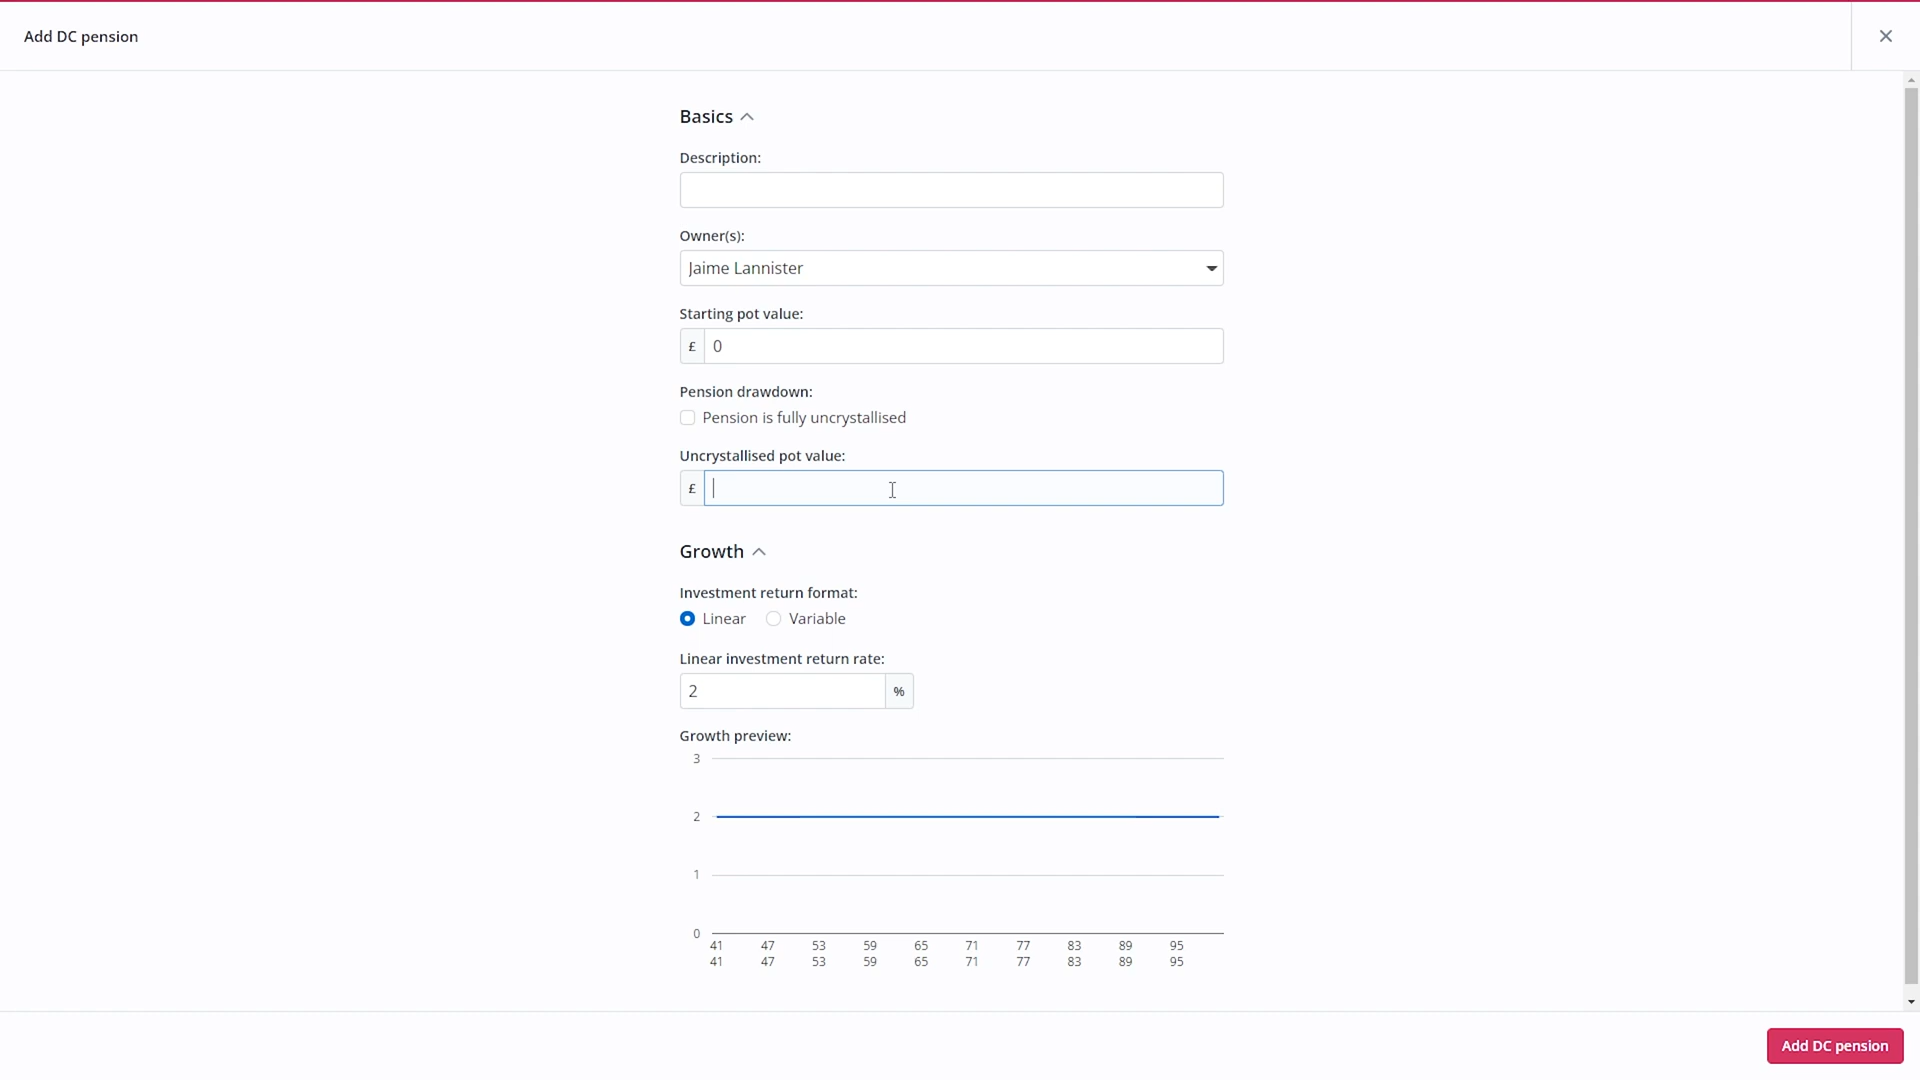 Add DC pension
Basics
Description:
Owner(s):
Jaime Lannister
Starting pot value:
£ 0
Pension drawdown:
Pension is fully uncrystallised
Uncrystallised pot value:
£
Growth
Investment return format:
Linear Variable
Linear investment return rate:
2 %
Growth preview:
3
2
1
0
41 47 53 59 65 71 77 83 89 95
41 47 53 59 65 71 77 83 89 95
Add DC pension